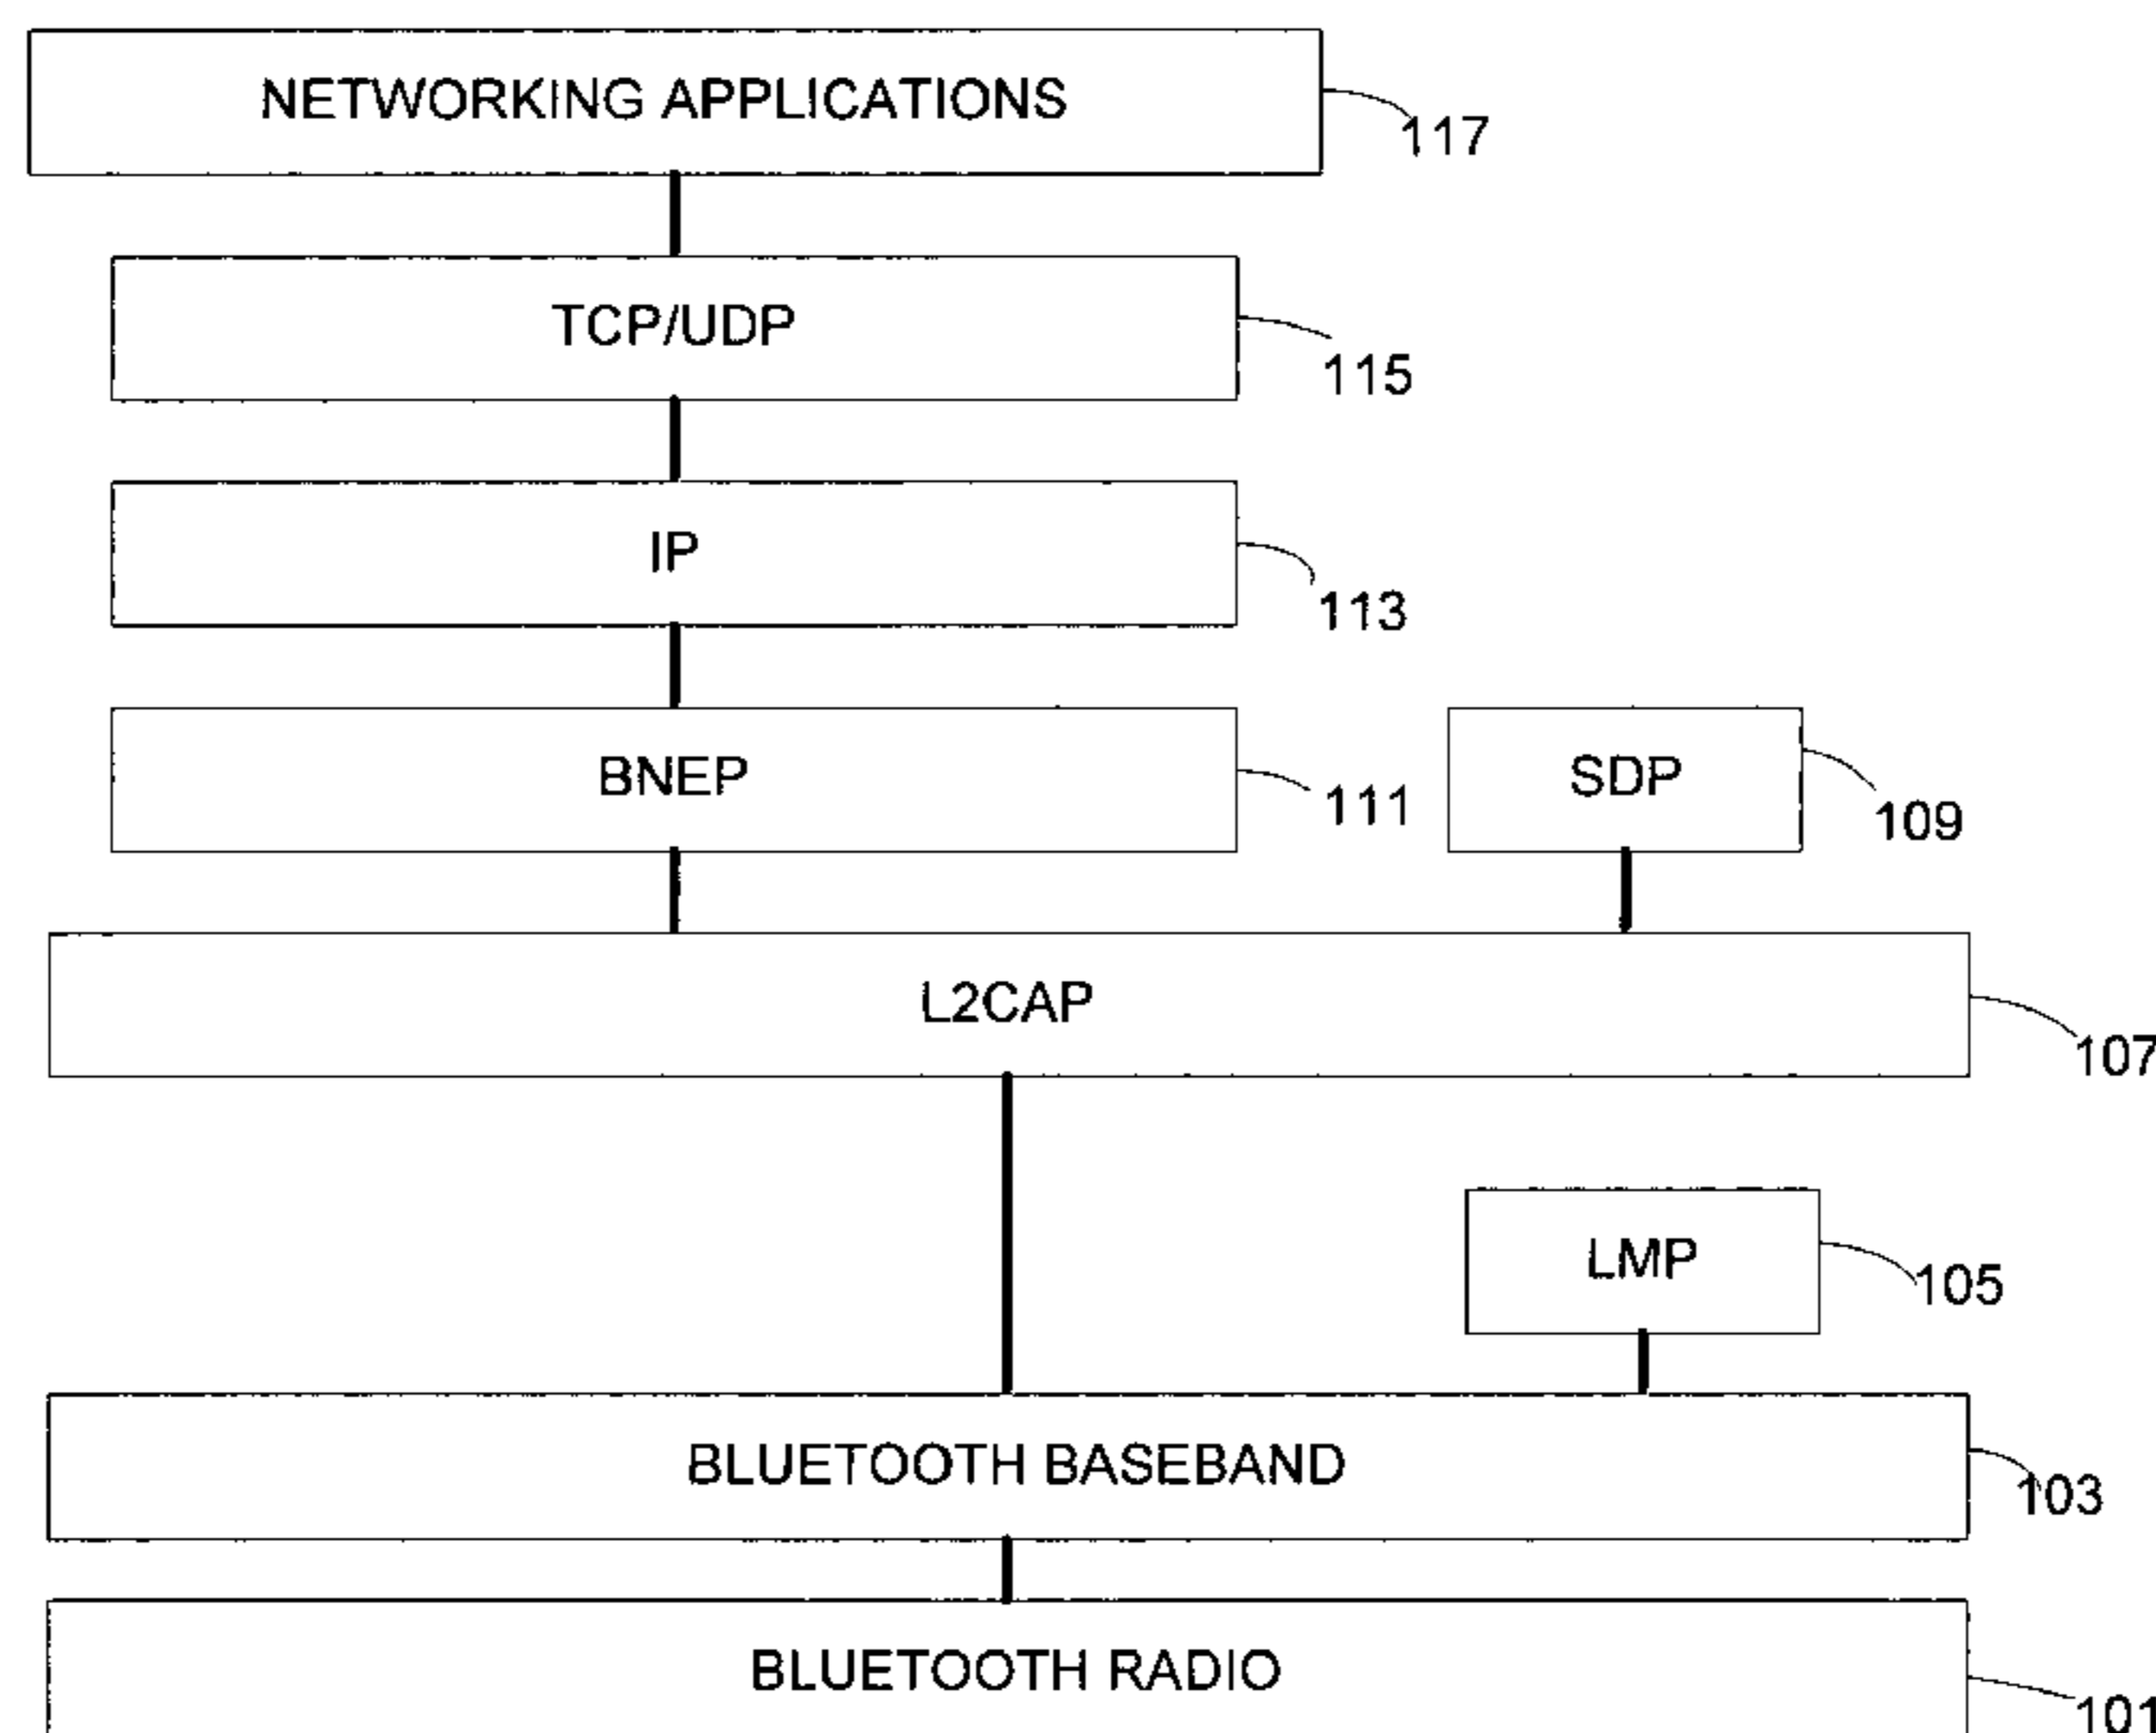 NETWORKING APPLICATIONS
117
TCP/UDP
115
IP
113
BNEP
111
SDP
109
L2CAP
107
LMP
105
BLUETOOTH BASEBAND
103
BLUETOOTH RADIO
101